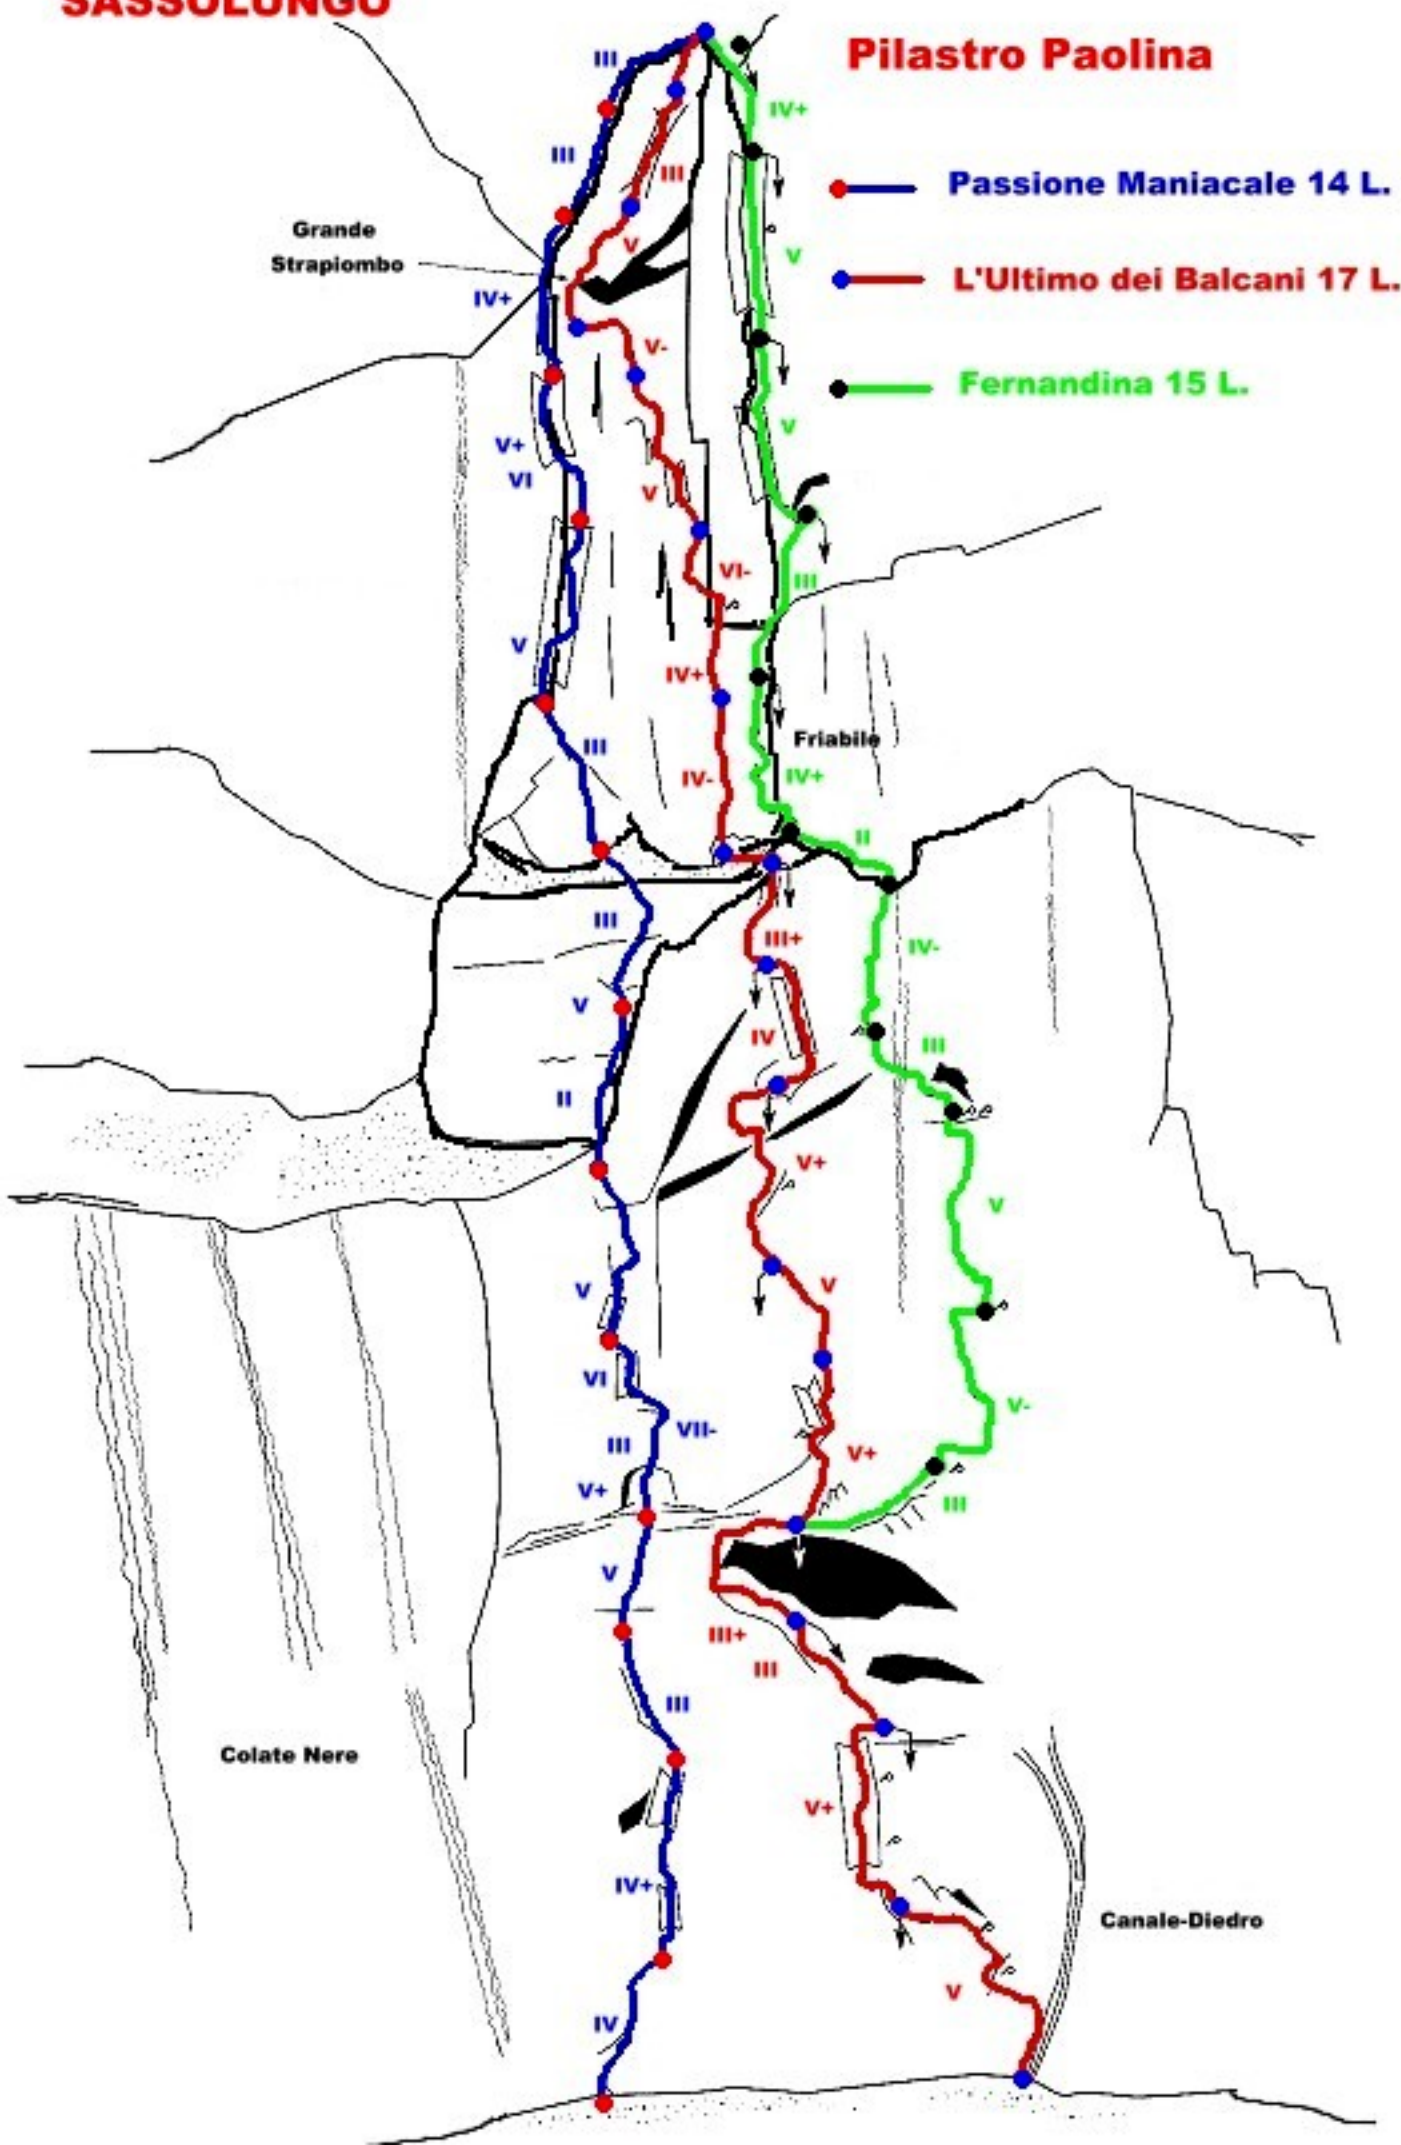 SASSOLUNGO
Pilastro Paolina
III
IV+
III
III
Passione Maniacale 14 L.
Grande
Strapiombo
V
V
L'Ultimo dei Balcani 17 L.
IV+
V-
Fernandina 15 L.
V+
V
VI
V
VI-
III
V
IV+
Friabile
III
IV-
IV+
II
III
III+
IV-
V
IV
III
II
V+
V
V
V
VI
V-
VII-
III
V+
V+
III
V
III+
III
III
Colate Nere
V+
IV+
Canale-Diedro
V
IV